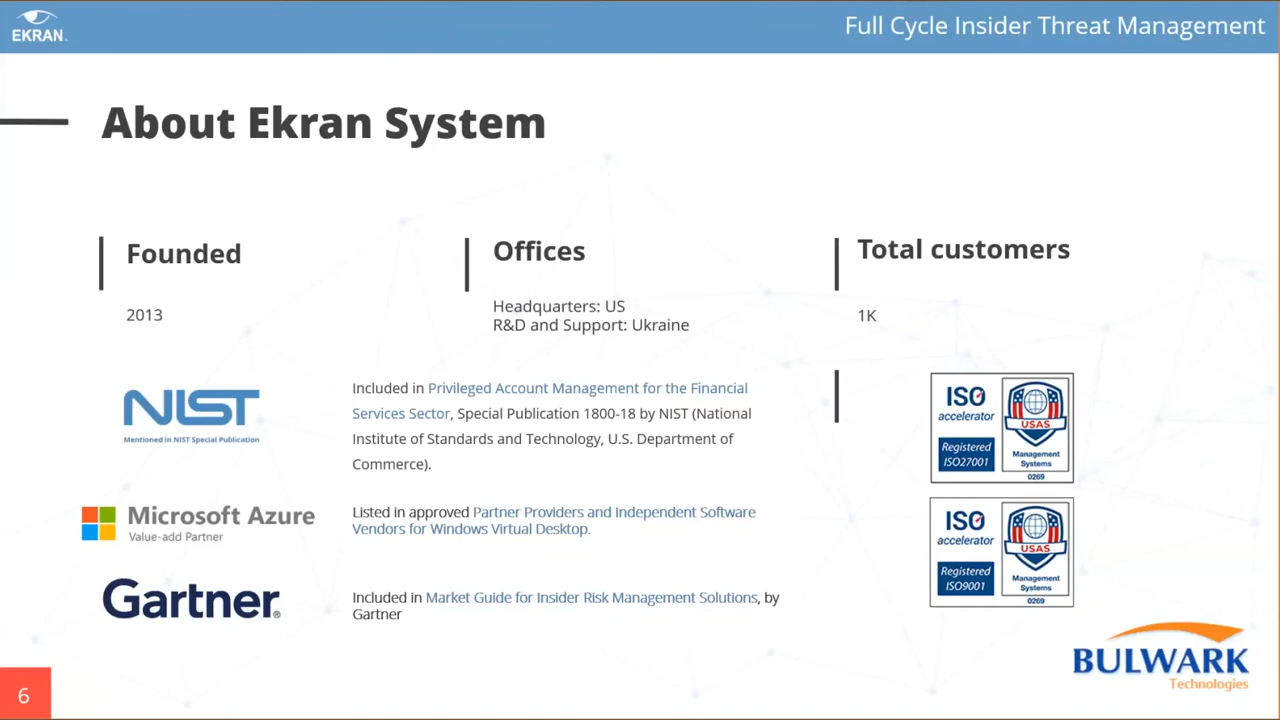 EKRAN
Full Cycle Insider Threat Management
About Ekran System
Founded
2013
Offices
Headquarters: US
R&D and Support: Ukraine
Total customers
1K
NIST
Mentioned in NIST Special Publication
Included in Privileged Account Management for the Financial
Services Sector, Special Publication 1800-18 by NIST (National
Institute of Standards and Technology, U.S. Department of
Commerce).
Microsoft Azure
Value-add Partner
Listed in approved Partner Providers and Independent Software
Vendors for Windows Virtual Desktop.
Gartner®
Included in Market Guide for Insider Risk Management Solutions, by
Gartner
ISO
accelerator
Registered
ISO27001
USAS
Management
Systems
0269
ISO
accelerator
Registered
ISO9001
USAS
Management
Systems
0269
BULWARK
Technologies
6